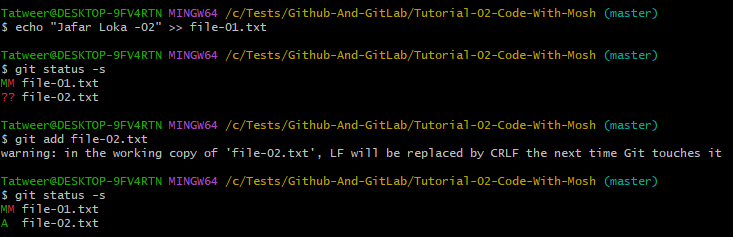 Tatweer@DESKTOP-9FV4RTN MINGW64 /c/Tests/Github-And-GitLab/Tutorial-02-Code-With-Mosh (master)
$ echo "Jafar Loka -02" >> file-01.txt
Tatweer@DESKTOP-9FV4RTN MINGW64 /c/Tests/Github-And-GitLab/Tutorial-02-Code-With-Mosh (master)
$ git status -s
MM file-01.txt
?? file-02.txt
Tatweer@DESKTOP-9FV4RTN MINGW64 /c/Tests/Github-And-GitLab/Tutorial-02-Code-With-Mosh (master)
$ git add file-02.txt
warning: in the working copy of 'file-02.txt', LF will be replaced by CRLF the next time Git touches it
Tatweer@DESKTOP-9FV4RTN MINGW64 /c/Tests/Github-And-GitLab/Tutorial-02-Code-With-Mosh (master)
$ git status -s
MM file-01.txt
A  file-02.txt